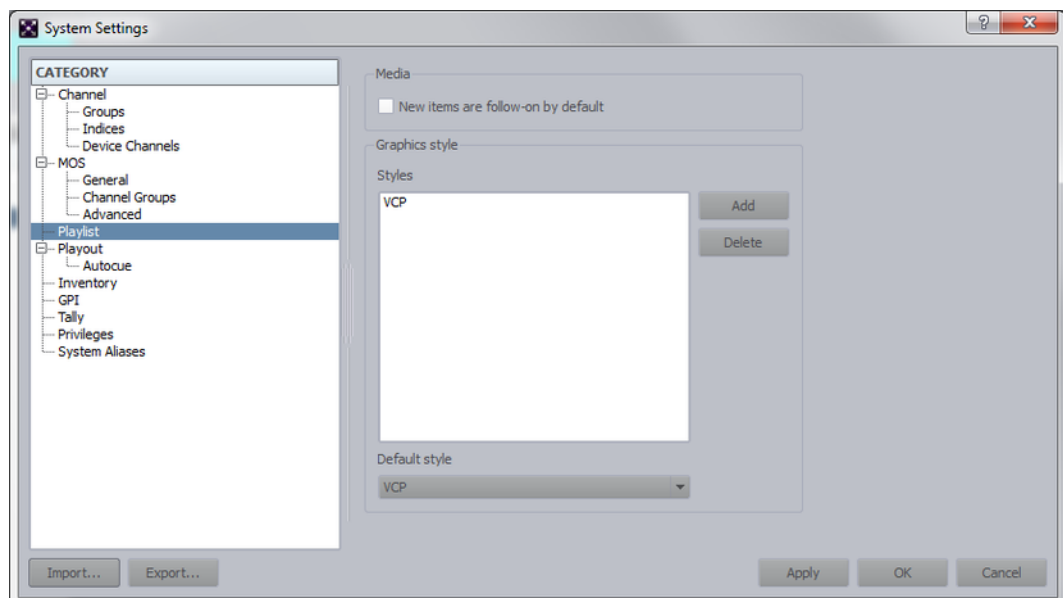 System Settings
CATEGORY
Channel
Groups
Indices
Device Channels
MOS
General
Channel Groups
Advanced
Playlist
Playout
Autocue
Inventory
GPI
Tally
Privileges
System Aliases
Media
New items are follow-on by default
Graphics style
Styles
VCP
Add
Delete
Default style
VCP
Import...
Export...
Apply
OK
Cancel